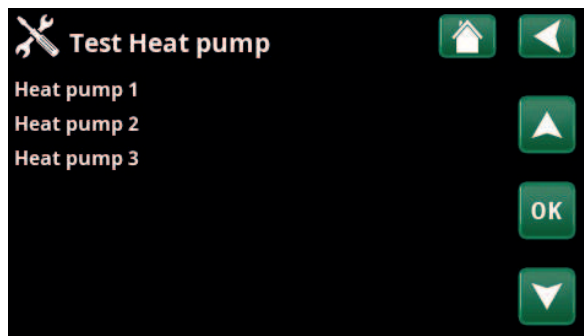 Test Heat pump
Heat pump 1
Heat pump 2
Heat pump 3
OK